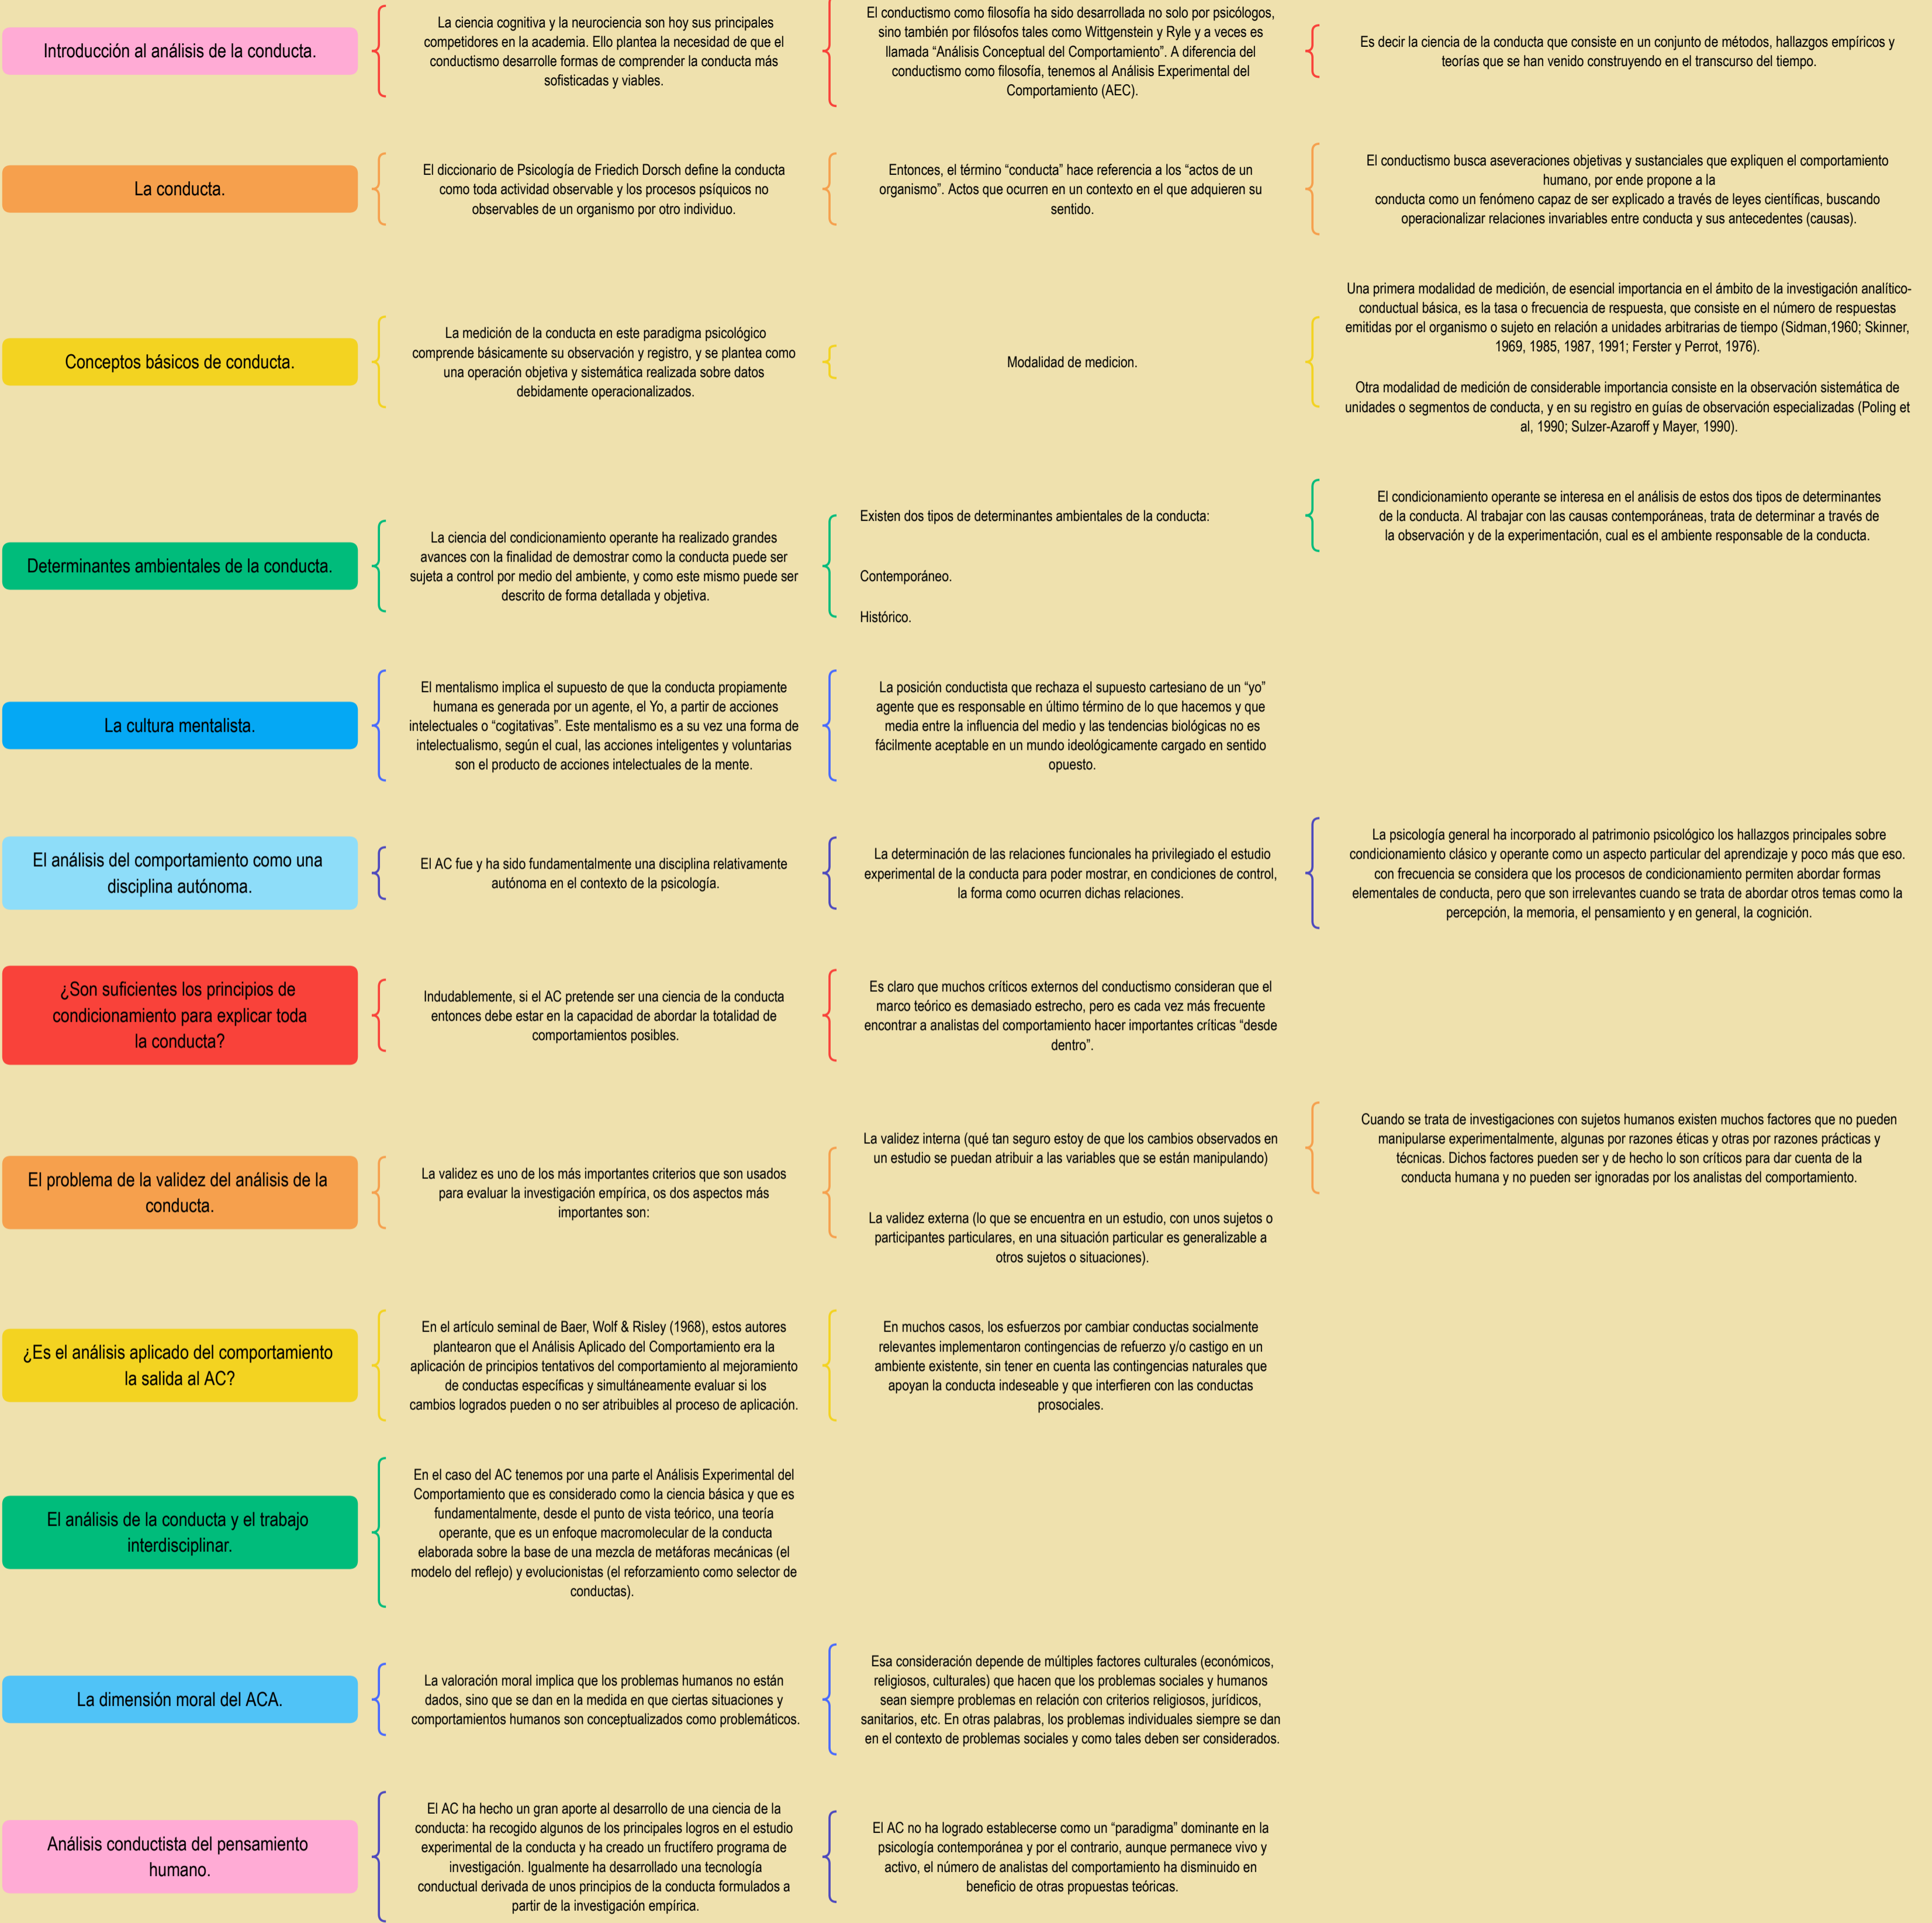 Introducción al análisis de la conducta.
La ciencia cognitiva y la neurociencia son hoy sus principales
competidores en la academia. Ello plantea la necesidad de que el
conductismo desarrolle formas de comprender la conducta más
sofisticadas y viables.
El conductismo como filosofía ha sido desarrollada no solo por psicólogos,
sino también por filósofos tales como Wittgenstein y Ryle y a veces es
llamada “Análisis Conceptual del Comportamiento”. A diferencia del
conductismo como filosofía, tenemos al Análisis Experimental del
Comportamiento (AEC).
Es decir la ciencia de la conducta que consiste en un conjunto de métodos, hallazgos empíricos y
teorías que se han venido construyendo en el transcurso del tiempo.
La conducta.
El diccionario de Psicología de Friedich Dorsch define la conducta
como toda actividad observable y los procesos psíquicos no
observables de un organismo por otro individuo.
Entonces, el término “conducta” hace referencia a los “actos de un
organismo”. Actos que ocurren en un contexto en el que adquieren su
sentido.
El conductismo busca aseveraciones objetivas y sustanciales que expliquen el comportamiento
humano, por ende propone a la
conducta como un fenómeno capaz de ser explicado a través de leyes científicas, buscando
operacionalizar relaciones invariables entre conducta y sus antecedentes (causas).
Conceptos básicos de conducta.
La medición de la conducta en este paradigma psicológico
comprende básicamente su observación y registro, y se plantea como
una operación objetiva y sistemática realizada sobre datos
debidamente operacionalizados.
Modalidad de medicion.
Una primera modalidad de medición, de esencial importancia en el ámbito de la investigación analítico-
conductual básica, es la tasa o frecuencia de respuesta, que consiste en el número de respuestas
emitidas por el organismo o sujeto en relación a unidades arbitrarias de tiempo (Sidman,1960; Skinner,
1969, 1985, 1987, 1991; Ferster y Perrot, 1976).
Otra modalidad de medición de considerable importancia consiste en la observación sistemática de
unidades o segmentos de conducta, y en su registro en guías de observación especializadas (Poling et
al, 1990; Sulzer-Azaroff y Mayer, 1990).
Determinantes ambientales de la conducta.
La ciencia del condicionamiento operante ha realizado grandes
avances con la finalidad de demostrar como la conducta puede ser
sujeta a control por medio del ambiente, y como este mismo puede ser
descrito de forma detallada y objetiva.
Existen dos tipos de determinantes ambientales de la conducta:
El condicionamiento operante se interesa en el análisis de estos dos tipos de determinantes
de la conducta. Al trabajar con las causas contemporáneas, trata de determinar a través de
la observación y de la experimentación, cual es el ambiente responsable de la conducta.
Contemporáneo.
Histórico.
La cultura mentalista.
El mentalismo implica el supuesto de que la conducta propiamente
humana es generada por un agente, el Yo, a partir de acciones
intelectuales o “cogitativas”. Este mentalismo es a su vez una forma de
intelectualismo, según el cual, las acciones inteligentes y voluntarias
son el producto de acciones intelectuales de la mente.
La posición conductista que rechaza el supuesto cartesiano de un “yo”
agente que es responsable en último término de lo que hacemos y que
media entre la influencia del medio y las tendencias biológicas no es
fácilmente aceptable en un mundo ideológicamente cargado en sentido
opuesto.
El análisis del comportamiento como una
disciplina autónoma.
El AC fue y ha sido fundamentalmente una disciplina relativamente
autónoma en el contexto de la psicología.
La determinación de las relaciones funcionales ha privilegiado el estudio
experimental de la conducta para poder mostrar, en condiciones de control,
la forma como ocurren dichas relaciones.
La psicología general ha incorporado al patrimonio psicológico los hallazgos principales sobre
condicionamiento clásico y operante como un aspecto particular del aprendizaje y poco más que eso.
con frecuencia se considera que los procesos de condicionamiento permiten abordar formas
elementales de conducta, pero que son irrelevantes cuando se trata de abordar otros temas como la
percepción, la memoria, el pensamiento y en general, la cognición.
¿Son suficientes los principios de
condicionamiento para explicar toda
la conducta?
Indudablemente, si el AC pretende ser una ciencia de la conducta
entonces debe estar en la capacidad de abordar la totalidad de
comportamientos posibles.
Es claro que muchos críticos externos del conductismo consideran que el
marco teórico es demasiado estrecho, pero es cada vez más frecuente
encontrar a analistas del comportamiento hacer importantes críticas “desde
dentro”.
El problema de la validez del análisis de la
conducta.
La validez es uno de los más importantes criterios que son usados
para evaluar la investigación empírica, os dos aspectos más
importantes son:
La validez interna (qué tan seguro estoy de que los cambios observados en
un estudio se puedan atribuir a las variables que se están manipulando)
Cuando se trata de investigaciones con sujetos humanos existen muchos factores que no pueden
manipularse experimentalmente, algunas por razones éticas y otras por razones prácticas y
técnicas. Dichos factores pueden ser y de hecho lo son críticos para dar cuenta de la
conducta humana y no pueden ser ignoradas por los analistas del comportamiento.
La validez externa (lo que se encuentra en un estudio, con unos sujetos o
participantes particulares, en una situación particular es generalizable a
otros sujetos o situaciones).
¿Es el análisis aplicado del comportamiento
la salida al AC?
En el artículo seminal de Baer, Wolf & Risley (1968), estos autores
plantearon que el Análisis Aplicado del Comportamiento era la
aplicación de principios tentativos del comportamiento al mejoramiento
de conductas específicas y simultáneamente evaluar si los
cambios logrados pueden o no ser atribuibles al proceso de aplicación.
En muchos casos, los esfuerzos por cambiar conductas socialmente
relevantes implementaron contingencias de refuerzo y/o castigo en un
ambiente existente, sin tener en cuenta las contingencias naturales que
apoyan la conducta indeseable y que interfieren con las conductas
prosociales.
El análisis de la conducta y el trabajo
interdisciplinar.
En el caso del AC tenemos por una parte el Análisis Experimental del
Comportamiento que es considerado como la ciencia básica y que es
fundamentalmente, desde el punto de vista teórico, una teoría
operante, que es un enfoque macromolecular de la conducta
elaborada sobre la base de una mezcla de metáforas mecánicas (el
modelo del reflejo) y evolucionistas (el reforzamiento como selector de
conductas).
La dimensión moral del ACA.
La valoración moral implica que los problemas humanos no están
dados, sino que se dan en la medida en que ciertas situaciones y
comportamientos humanos son conceptualizados como problemáticos.
Esa consideración depende de múltiples factores culturales (económicos,
religiosos, culturales) que hacen que los problemas sociales y humanos
sean siempre problemas en relación con criterios religiosos, jurídicos,
sanitarios, etc. En otras palabras, los problemas individuales siempre se dan
en el contexto de problemas sociales y como tales deben ser considerados.
Análisis conductista del pensamiento
humano.
El AC ha hecho un gran aporte al desarrollo de una ciencia de la
conducta: ha recogido algunos de los principales logros en el estudio
experimental de la conducta y ha creado un fructífero programa de
investigación. Igualmente ha desarrollado una tecnología
conductual derivada de unos principios de la conducta formulados a
partir de la investigación empírica.
El AC no ha logrado establecerse como un “paradigma” dominante en la
psicología contemporánea y por el contrario, aunque permanece vivo y
activo, el número de analistas del comportamiento ha disminuido en
beneficio de otras propuestas teóricas.